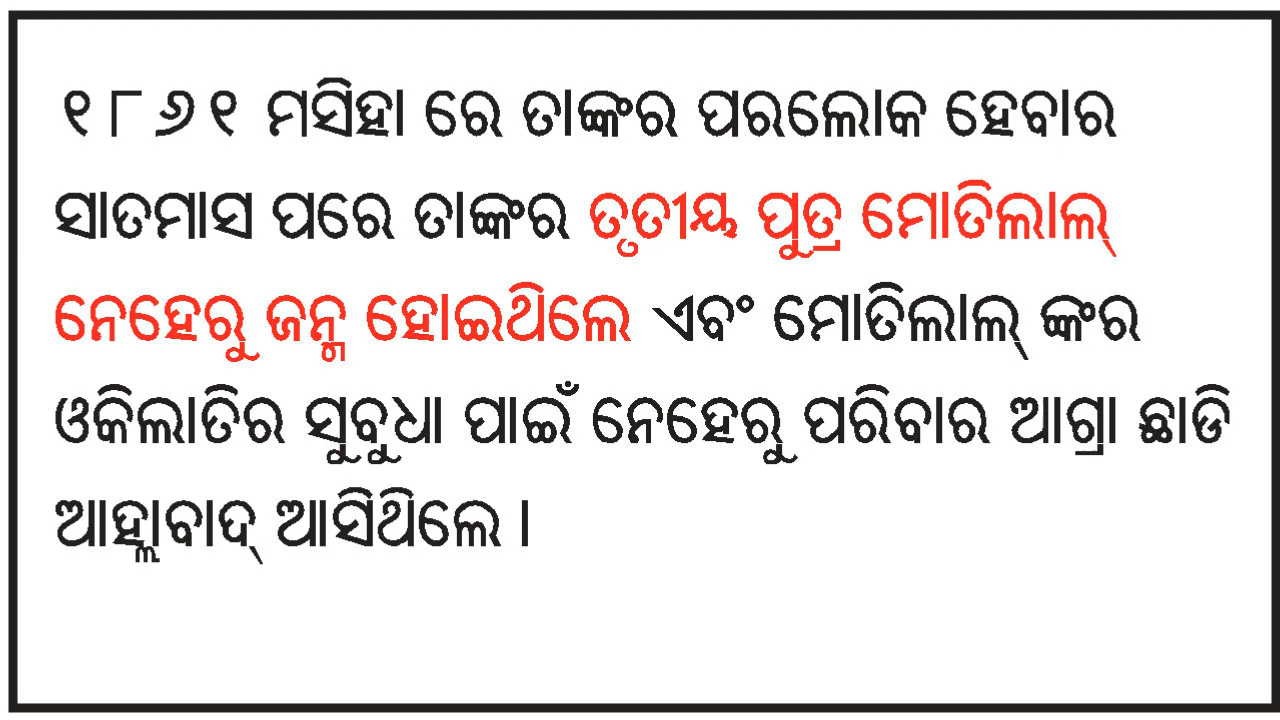 ୧୮୬୧ ମସିହା ରେ ତାଙ୍କର ପରଲୋକ ହେବାର
ସାତମାସ ପରେ ତାଙ୍କର ତୃତୀୟ ପୁତ୍ର ମୋତିଲାଲ୍
ନେହେରୁ ଜନ୍ମ ହୋଇଥିଲେ ଏବଂ ମୋତିଲାଲ୍ ଙ୍କର
ଓକିଲାତିର ସୁବୁଧା ପାଇଁ ନେହେରୁ ପରିବାର ଆଗ୍ରା ଛାଡି
ଆହ୍ଲାବାଦ୍ ଆସିଥିଲେ ।